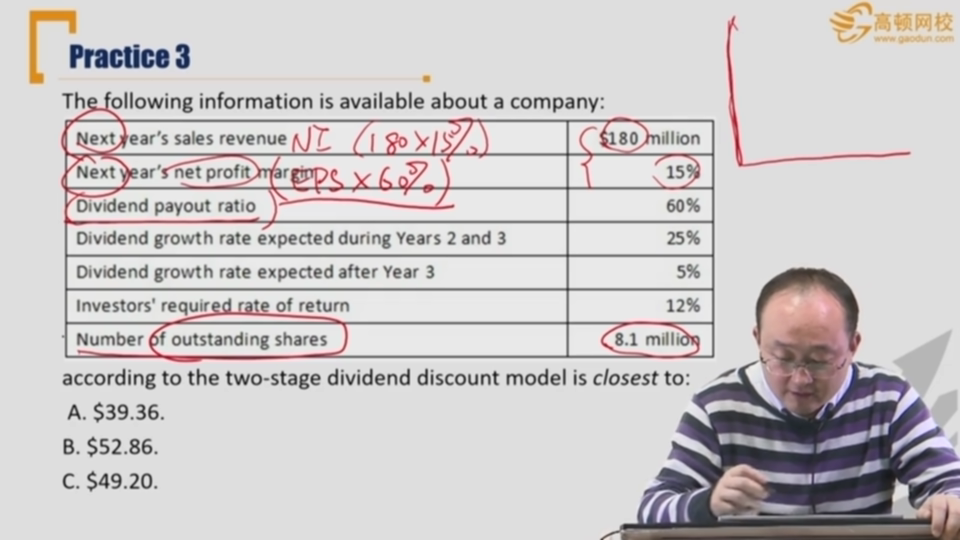 高顿网校
www.gaodun.com
Practice 3
The following information is available about a company:
Next year's sales revenue NI (180×15%) $180 million
Next year's net profit margin (EPS×60%) 15%
Dividend payout ratio 60%
Dividend growth rate expected during Years 2 and 3 25%
Dividend growth rate expected after Year 3 5%
Investors' required rate of return 12%
Number of outstanding shares 8.1 million
according to the two-stage dividend discount model is closest to:
A. $39.36.
B. $52.86.
C. $49.20.